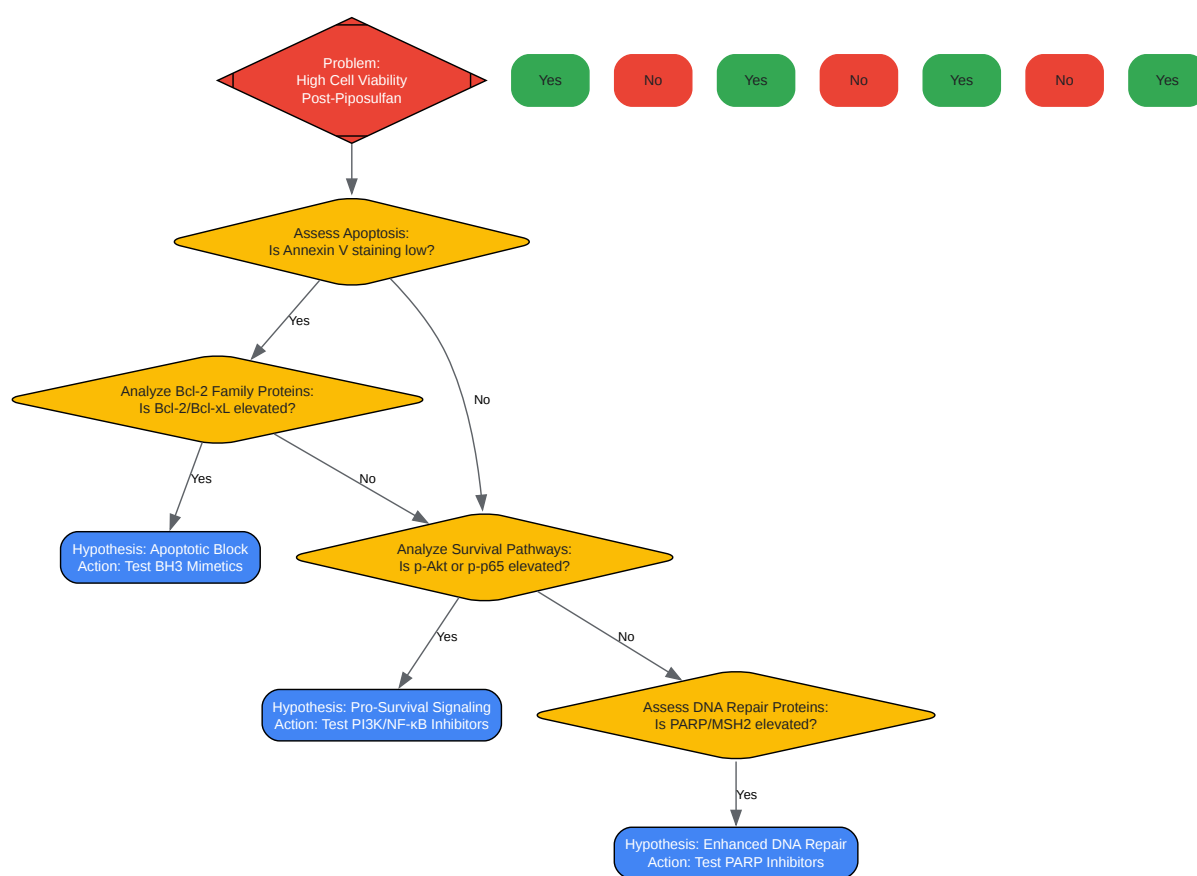 Problem:
High Cell Viability
Post-Piposulfan
Yes
No
Yes
No
Yes
No
Yes
Assess Apoptosis:
Is Annexin V staining low?
Yes
Analyze Bcl-2 Family Proteins:
Is Bcl-2/Bcl-xL elevated?
No
Yes
No
Hypothesis: Apoptotic Block
Action: Test BH3 Mimetics
Analyze Survival Pathways:
Is p-Akt or p-p65 elevated?
Yes
No
Hypothesis: Pro-Survival Signaling
Action: Test PI3K/NF-κB Inhibitors
Assess DNA Repair Proteins:
Is PARP/MSH2 elevated?
Yes
Hypothesis: Enhanced DNA Repair
Action: Test PARP Inhibitors